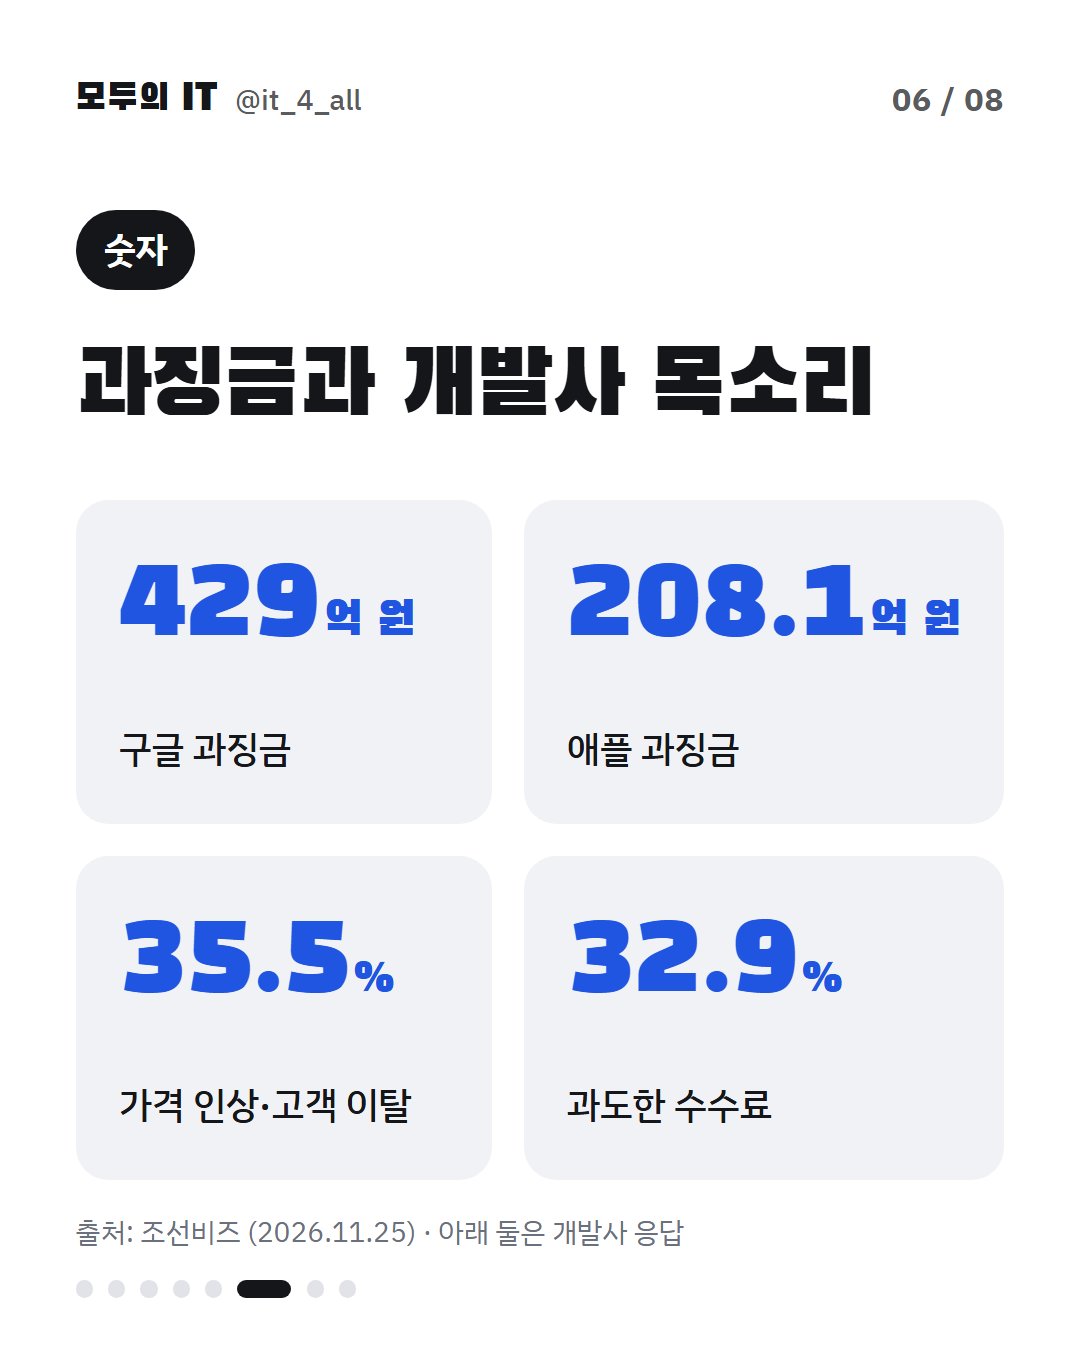 모두의 IT @it_4_all
06 / 08
숫자
과징금과 개발사 목소리
429억 원
구글 과징금
208.1억 원
애플 과징금
35.5%
가격 인상·고객 이탈
32.9%
과도한 수수료
출처: 조선비즈 (2026.11.25) · 아래 둘은 개발사 응답